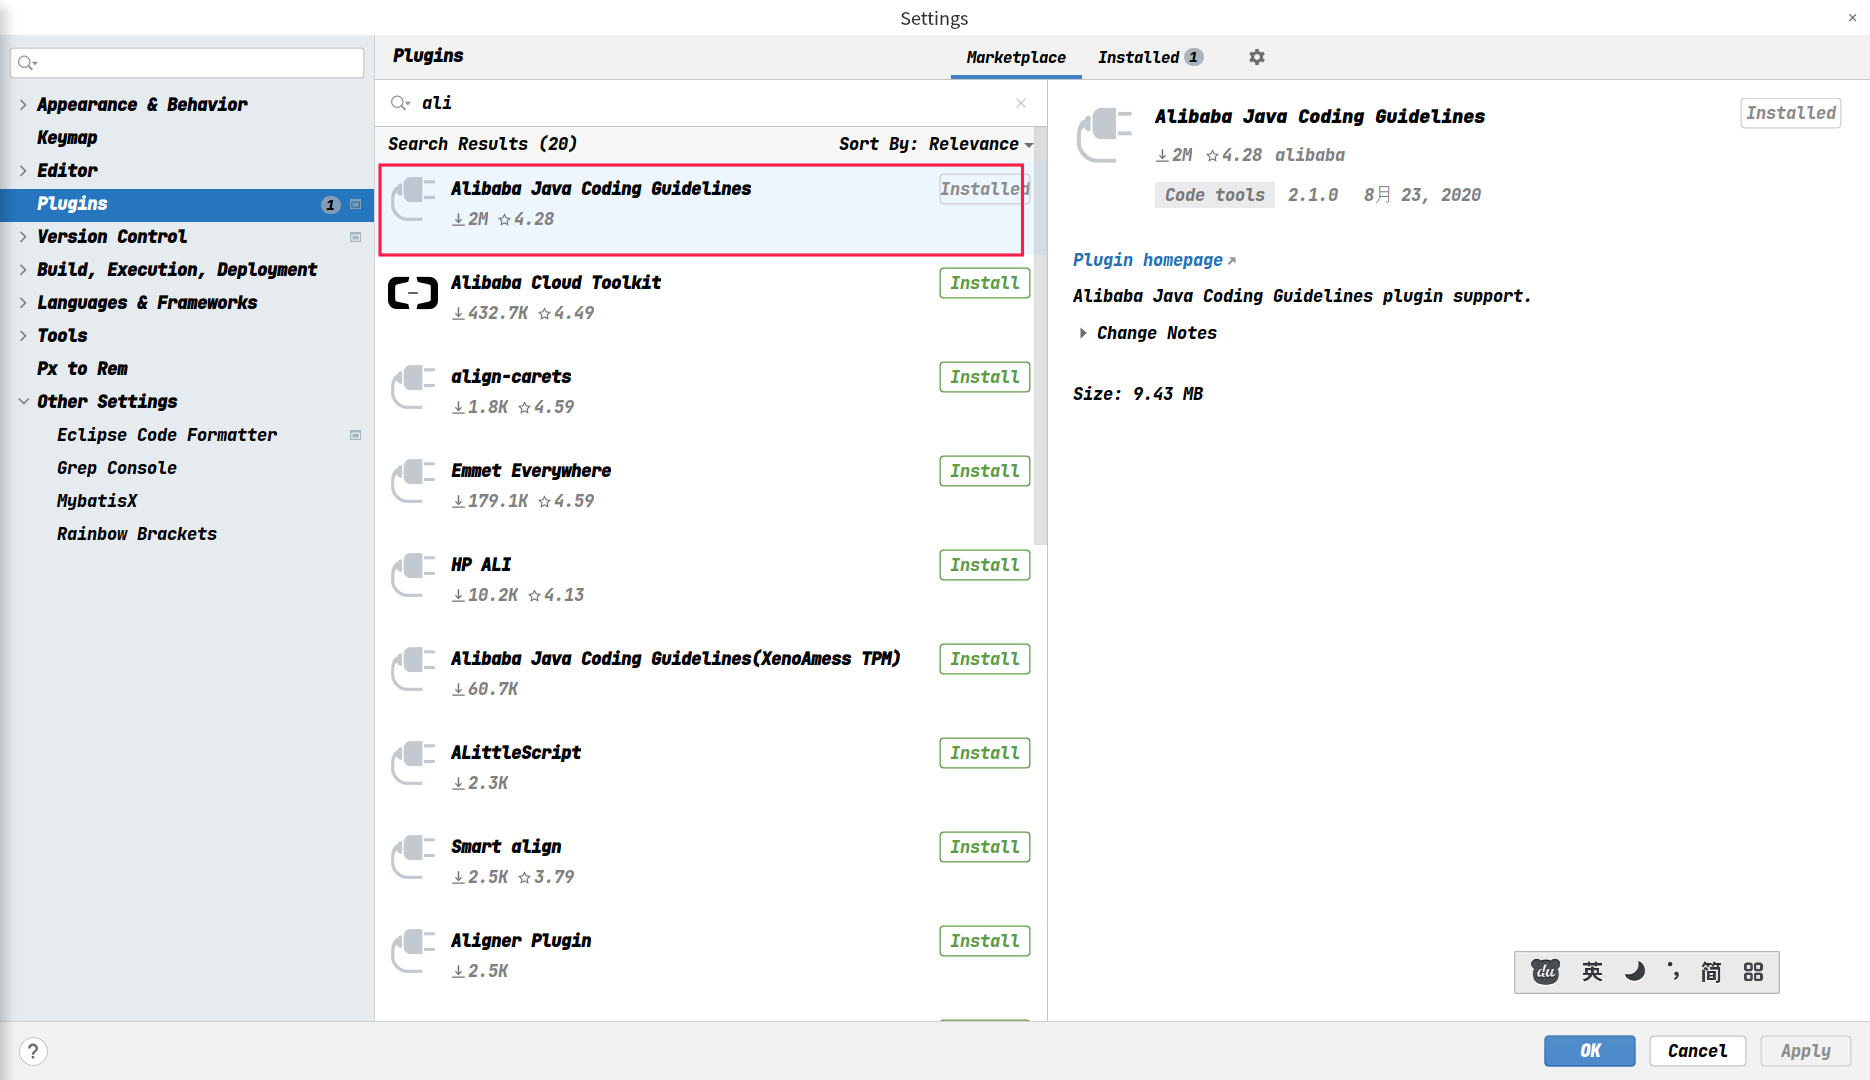 Settings
Plugins
Marketplace
Installed 1
ali
Appearance & Behavior
Keymap
Editor
Plugins 1
Version Control
Build, Execution, Deployment
Languages & Frameworks
Tools
Px to Rem
Other Settings
Eclipse Code Formatter
Grep Console
MybatisX
Rainbow Brackets
Search Results (20)
Sort By: Relevance
Alibaba Java Coding Guidelines
Installed
2M 4.28
Alibaba Cloud Toolkit
Install
432.7K 4.49
align-carets
Install
1.8K 4.59
Emmet Everywhere
Install
179.1K 4.59
HP ALI
Install
10.2K 4.13
Alibaba Java Coding Guidelines(XenoAmess TPM)
Install
60.7K
ALittleScript
Install
2.3K
Smart align
Install
2.5K 3.79
Aligner Plugin
Install
2.5K
Alibaba Java Coding Guidelines
Installed
2M 4.28 alibaba
Code tools 2.1.0 8月 23, 2020
Plugin homepage
Alibaba Java Coding Guidelines plugin support.
Change Notes
Size: 9.43 MB
du 英 简
?
OK
Cancel
Apply